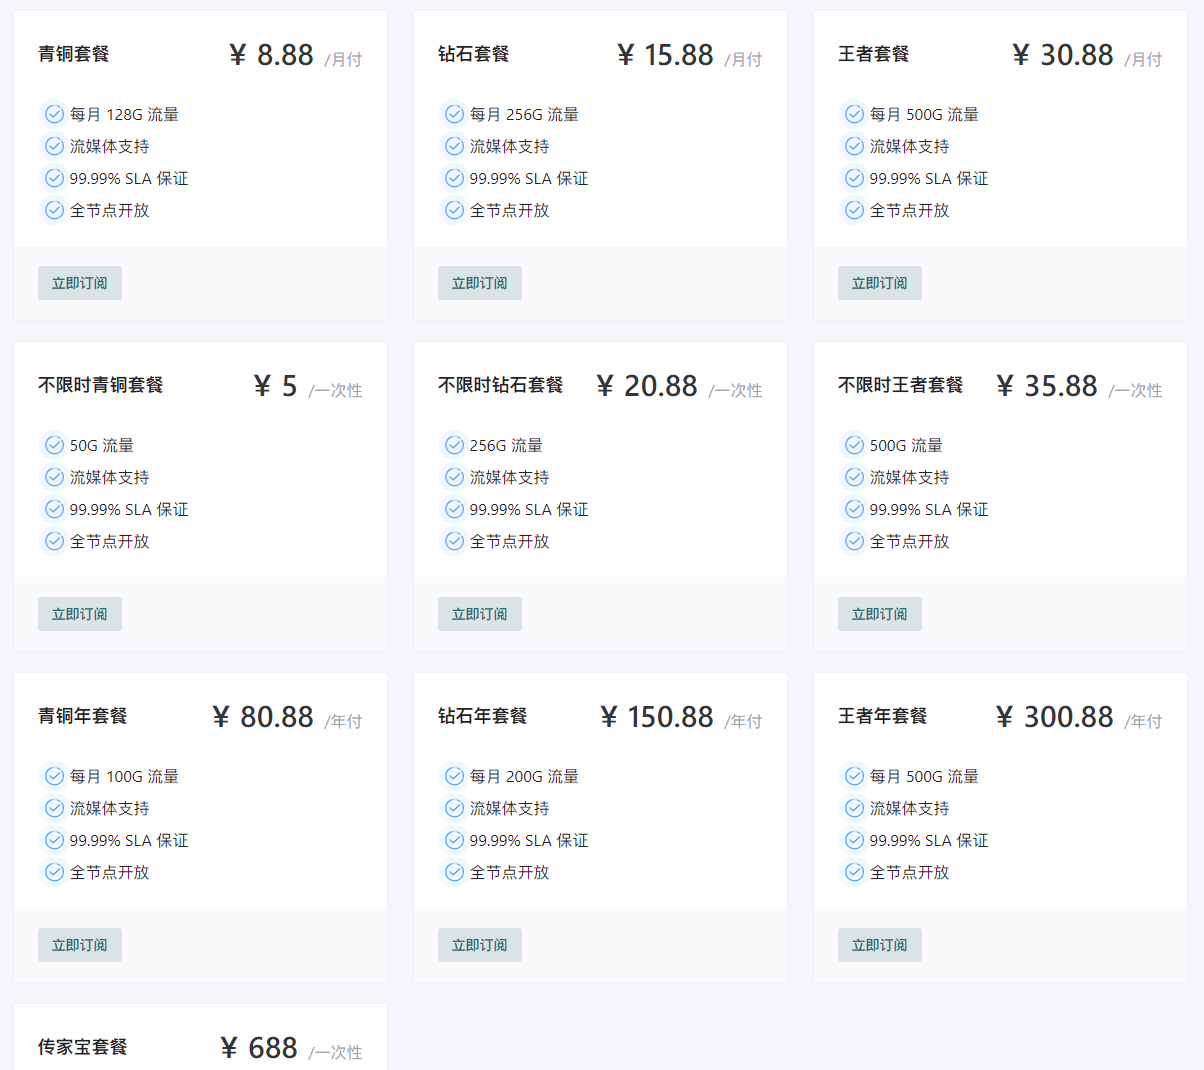 青铜套餐 ¥ 8.88 /月付
每月 128G 流量
流媒体支持
99.99% SLA 保证
全节点开放
立即订阅
钻石套餐 ¥ 15.88 /月付
每月 256G 流量
流媒体支持
99.99% SLA 保证
全节点开放
立即订阅
王者套餐 ¥ 30.88 /月付
每月 500G 流量
流媒体支持
99.99% SLA 保证
全节点开放
立即订阅
不限时青铜套餐 ¥ 5 /一次性
50G 流量
流媒体支持
99.99% SLA 保证
全节点开放
立即订阅
不限时钻石套餐 ¥ 20.88 /一次性
256G 流量
流媒体支持
99.99% SLA 保证
全节点开放
立即订阅
不限时王者套餐 ¥ 35.88 /一次性
500G 流量
流媒体支持
99.99% SLA 保证
全节点开放
立即订阅
青铜年套餐 ¥ 80.88 /年付
每月 100G 流量
流媒体支持
99.99% SLA 保证
全节点开放
立即订阅
钻石年套餐 ¥ 150.88 /年付
每月 200G 流量
流媒体支持
99.99% SLA 保证
全节点开放
立即订阅
王者年套餐 ¥ 300.88 /年付
每月 500G 流量
流媒体支持
99.99% SLA 保证
全节点开放
立即订阅
传家宝套餐 ¥ 688 /一次性